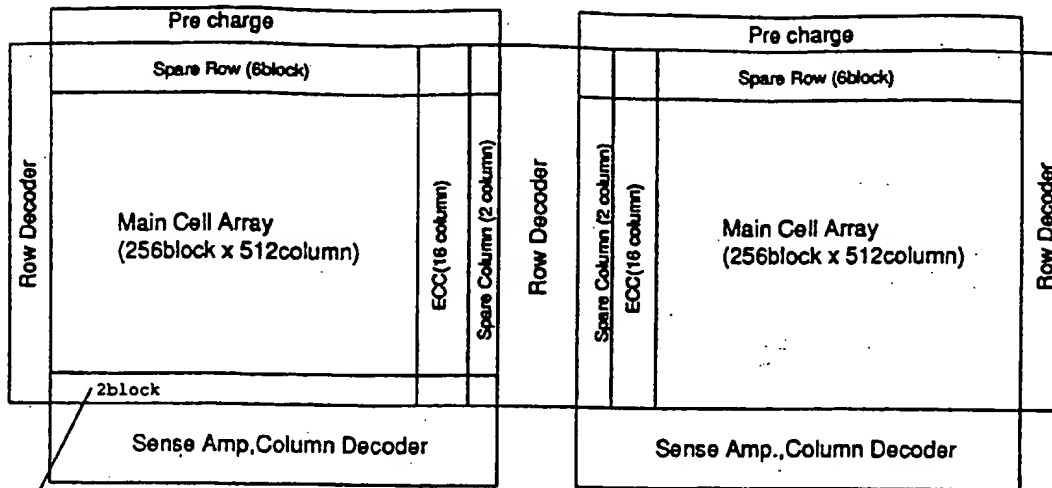 Pre charge
Spare Row (6block)
Row Decoder
Main Cell Array
(256block x 512column)
ECC(16 column)
Spare Column (2 column)
2block
Sense Amp,Column Decoder
Row Decoder
Pre charge
Spare Row (6block)
Spare Column (2 column)
ECC(16 column)
Main Cell Array
(256block x 512column)
Row Decoder
Sense Amp.,Column Decoder